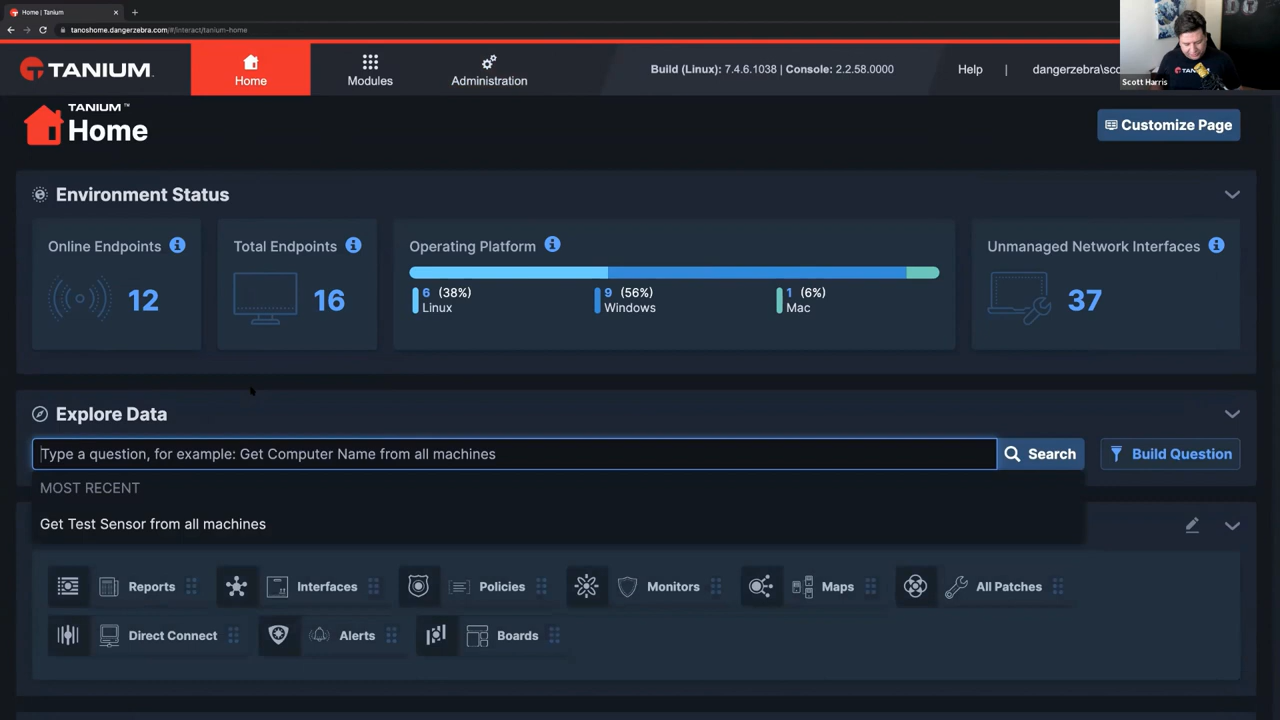 Home | Tanium
tanoshome.dangerzebra.com/#/interact/tanium-home
TANIUM
Home
Modules
Administration
Build (Linux): 7.4.6.1038 | Console: 2.2.58.0000
Help
dangerzebra\sco
TANIUM
Scott Harris
TANIUM™
Home
Customize Page
Environment Status
Online Endpoints
12
Total Endpoints
16
Operating Platform
6 (38%)
Linux
9 (56%)
Windows
1 (6%)
Mac
Unmanaged Network Interfaces
37
Explore Data
Type a question, for example: Get Computer Name from all machines
Search
Build Question
MOST RECENT
Get Test Sensor from all machines
Reports
Interfaces
Policies
Monitors
Maps
All Patches
Direct Connect
Alerts
Boards